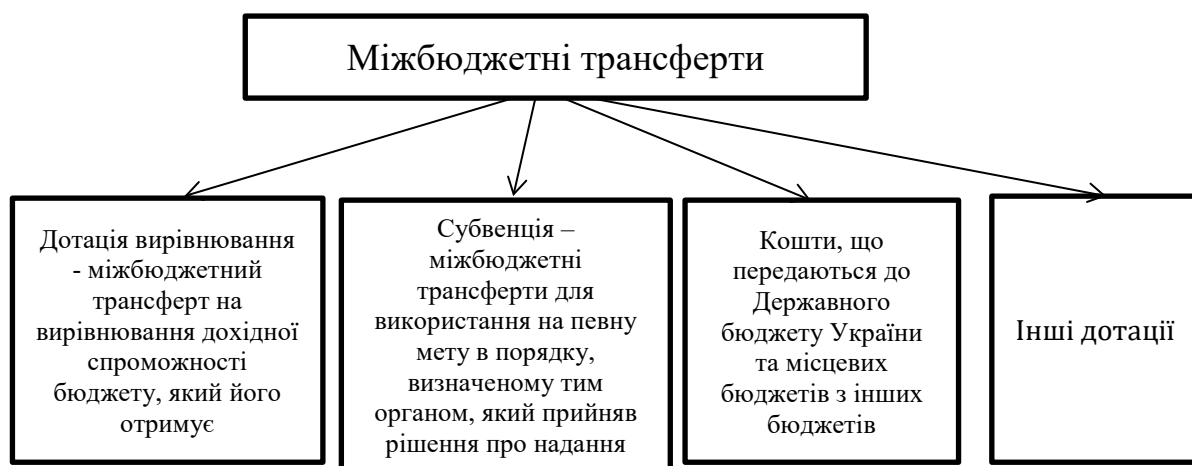 Міжбюджетні трансферти
Дотація вирівнювання
- міжбюджетний
трансферт на
вирівнювання дохідної
спроможності
бюджету, який його
отримує
Субвенція –
міжбюджетні
трансферти для
використання на певну
мету в порядку,
визначеному тим
органом, який прийняв
рішення про надання
Кошти, що
передаються до
Державного
бюджету України
та місцевих
бюджетів з інших
бюджетів
Інші дотації